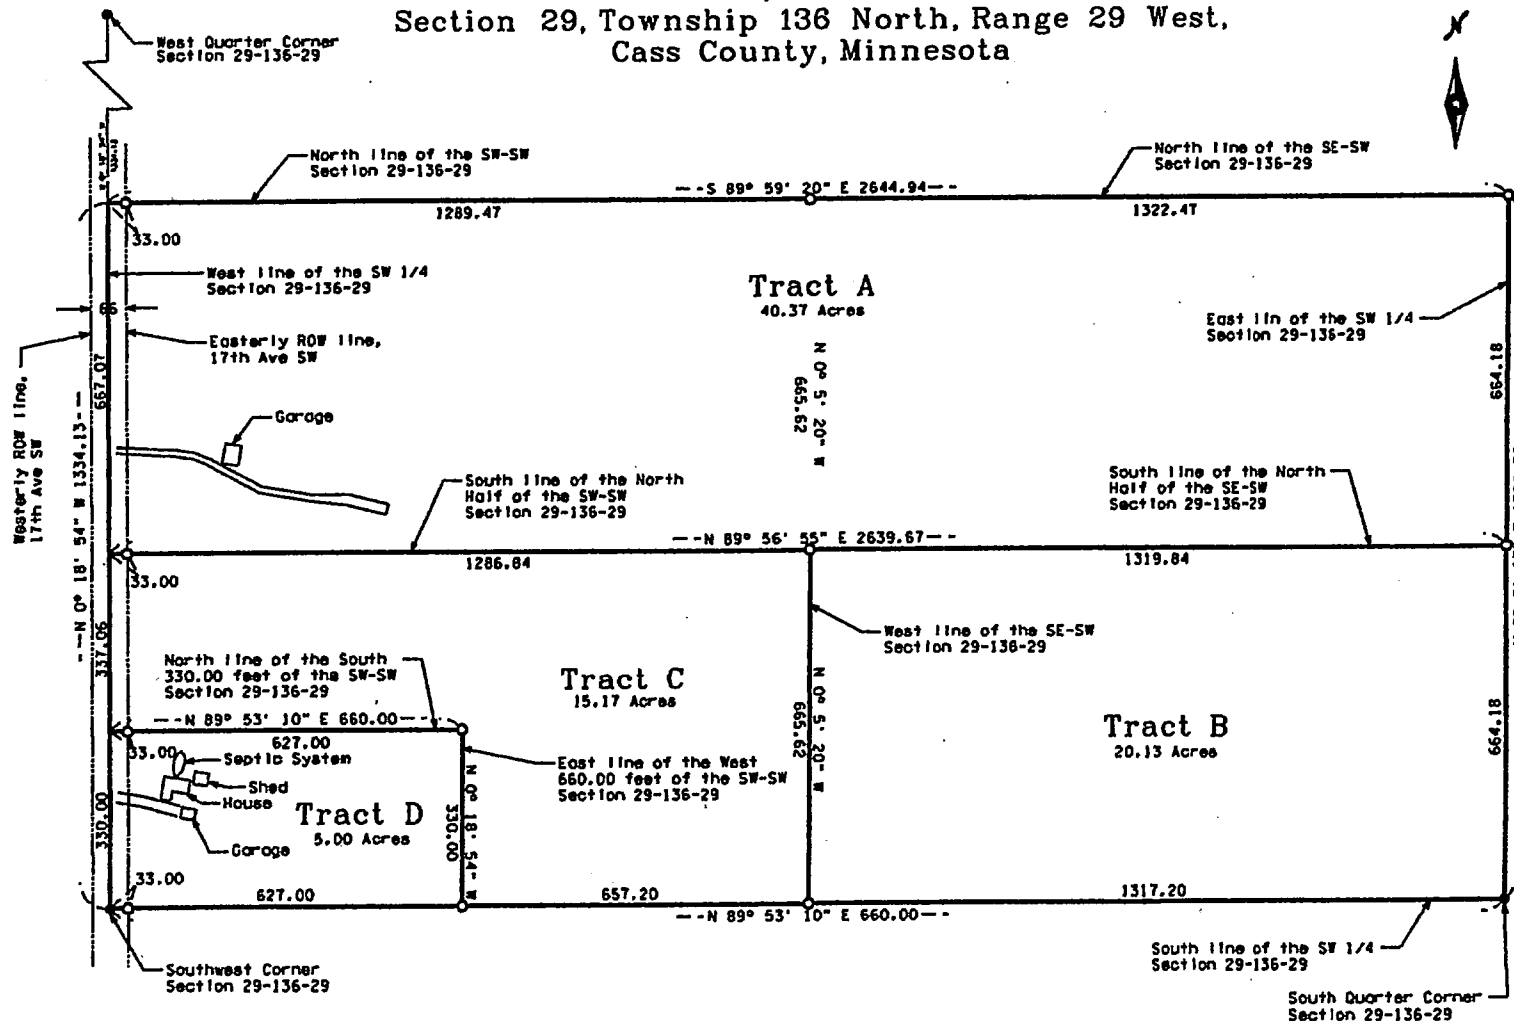 Section 29, Township 136 North, Range 29 West,
Cass County, Minnesota
N
West Quarter Corner
Section 29-136-29
North line of the SW-SW
Section 29-136-29
North line of the SE-SW
Section 29-136-29
--S 89° 59' 20" E 2644.94--
1289.47
1322.47
33.00
West line of the SW 1/4
Section 29-136-29
Tract A
40.37 Acres
66
East lin of the SW 1/4
Section 29-136-29
Easterly ROW line,
17th Ave SW
Westerly ROW line,
17th Ave SW
667.07
--N 0° 18' 54" W 1334.13--
N 0° 5' 20" W
665.62
664.18
Garage
South line of the North
Half of the SW-SW
Section 29-136-29
South line of the North
Half of the SE-SW
Section 29-136-29
--N 89° 56' 55" E 2639.67--
1286.84
1319.84
33.00
337.06
West line of the SE-SW
Section 29-136-29
North line of the South
330.00 feet of the SW-SW
Section 29-136-29
Tract C
15.17 Acres
N 0° 5' 20" W
665.62
Tract B
20.13 Acres
664.18
--N 89° 53' 10" E 660.00--
627.00
33.00
Septic System
Shed
House
Garage
Tract D
5.00 Acres
330.00
N 0° 18' 54" W
330.00
East line of the West
660.00 feet of the SW-SW
Section 29-136-29
33.00
627.00
657.20
1317.20
--N 89° 53' 10" E 660.00--
Southwest Corner
Section 29-136-29
South line of the SW 1/4
Section 29-136-29
South Quarter Corner
Section 29-136-29